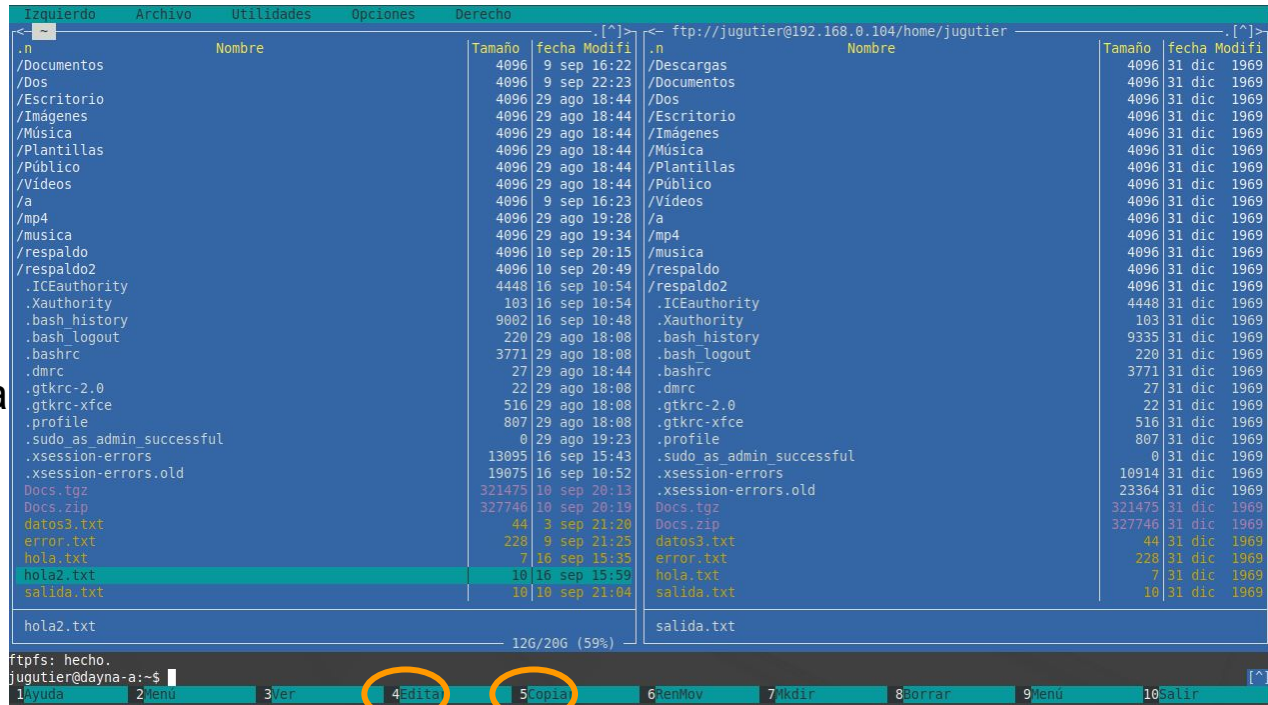 Izquierdo Archivo Utilidades Opciones Derecho
<─ ~ .[^]>
.n Nombre Tamaño fecha Modifi
/Documentos 4096 9 sep 16:22
/Dos 4096 9 sep 22:23
/Escritorio 4096 29 ago 18:44
/Imágenes 4096 29 ago 18:44
/Música 4096 29 ago 18:44
/Plantillas 4096 29 ago 18:44
/Público 4096 29 ago 18:44
/Vídeos 4096 29 ago 18:44
/a 4096 9 sep 16:23
/mp4 4096 29 ago 19:28
/musica 4096 29 ago 19:34
/respaldo 4096 10 sep 20:15
/respaldo2 4096 10 sep 20:49
.ICEauthority 4448 16 sep 10:54
.Xauthority 103 16 sep 10:54
.bash_history 9002 16 sep 10:48
.bash_logout 220 29 ago 18:08
.bashrc 3771 29 ago 18:08
.dmrc 27 29 ago 18:44
a
.gtkrc-2.0 22 29 ago 18:08
.gtkrc-xfce 516 29 ago 18:08
.profile 807 29 ago 18:08
.sudo_as_admin_successful 0 29 ago 19:23
.xsession-errors 13095 16 sep 15:43
.xsession-errors.old 19075 16 sep 10:52
Docs.tgz 321475 10 sep 20:13
Docs.zip 327746 10 sep 20:19
datos3.txt 44 3 sep 21:20
error.txt 228 9 sep 21:25
hola.txt 7 16 sep 15:35
hola2.txt 10 16 sep 15:59
salida.txt 10 10 sep 21:04
hola2.txt
12G/20G (59%)
<─ ftp://jugutier@192.168.0.104/home/jugutier .[^]>
.n Nombre Tamaño fecha Modifi
/Descargas 4096 31 dic 1969
/Documentos 4096 31 dic 1969
/Dos 4096 31 dic 1969
/Escritorio 4096 31 dic 1969
/Imágenes 4096 31 dic 1969
/Música 4096 31 dic 1969
/Plantillas 4096 31 dic 1969
/Público 4096 31 dic 1969
/Vídeos 4096 31 dic 1969
/a 4096 31 dic 1969
/mp4 4096 31 dic 1969
/musica 4096 31 dic 1969
/respaldo 4096 31 dic 1969
/respaldo2 4096 31 dic 1969
.ICEauthority 4448 31 dic 1969
.Xauthority 103 31 dic 1969
.bash_history 9335 31 dic 1969
.bash_logout 220 31 dic 1969
.bashrc 3771 31 dic 1969
.dmrc 27 31 dic 1969
.gtkrc-2.0 22 31 dic 1969
.gtkrc-xfce 516 31 dic 1969
.profile 807 31 dic 1969
.sudo_as_admin_successful 0 31 dic 1969
.xsession-errors 10914 31 dic 1969
.xsession-errors.old 23364 31 dic 1969
Docs.tgz 321475 31 dic 1969
Docs.zip 327746 31 dic 1969
datos3.txt 44 31 dic 1969
error.txt 228 31 dic 1969
hola.txt 7 31 dic 1969
salida.txt 10 31 dic 1969
salida.txt
ftpfs: hecho.
jugutier@dayna-a:~$ [^]
1Ayuda 2Menú 3Ver 4Editar 5Copiar 6RenMov 7Mkdir 8Borrar 9Menú 10Salir